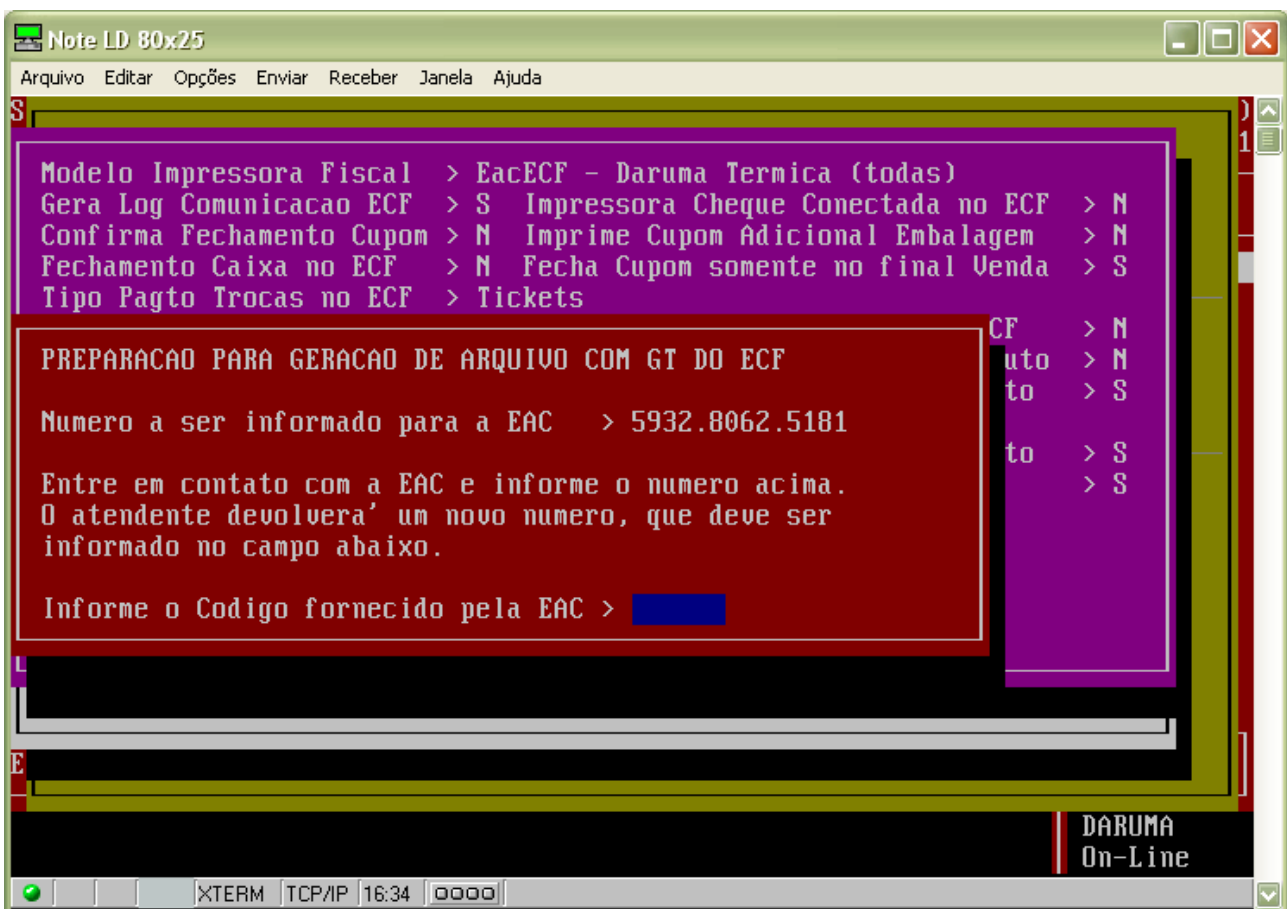 Note LD 80x25
Arquivo Editar Opções Enviar Receber Janela Ajuda
S )
1
Modelo Impressora Fiscal > EacECF - Daruma Termica (todas)
Gera Log Comunicacao ECF > S Impressora Cheque Conectada no ECF > N
Confirma Fechamento Cupom > N Imprime Cupom Adicional Embalagem > N
Fechamento Caixa no ECF > N Fecha Cupom somente no final Venda > S
Tipo Pagto Trocas no ECF > Tickets
CF > N
PREPARACAO PARA GERACAO DE ARQUIVO COM GT DO ECF uto > N
to > S
Numero a ser informado para a EAC > 5932.8062.5181
to > S
Entre em contato com a EAC e informe o numero acima. > S
O atendente devolvera' um novo numero, que deve ser
informado no campo abaixo.
Informe o Codigo fornecido pela EAC >
E
DARUMA
On-Line
XTERM TCP/IP 16:34